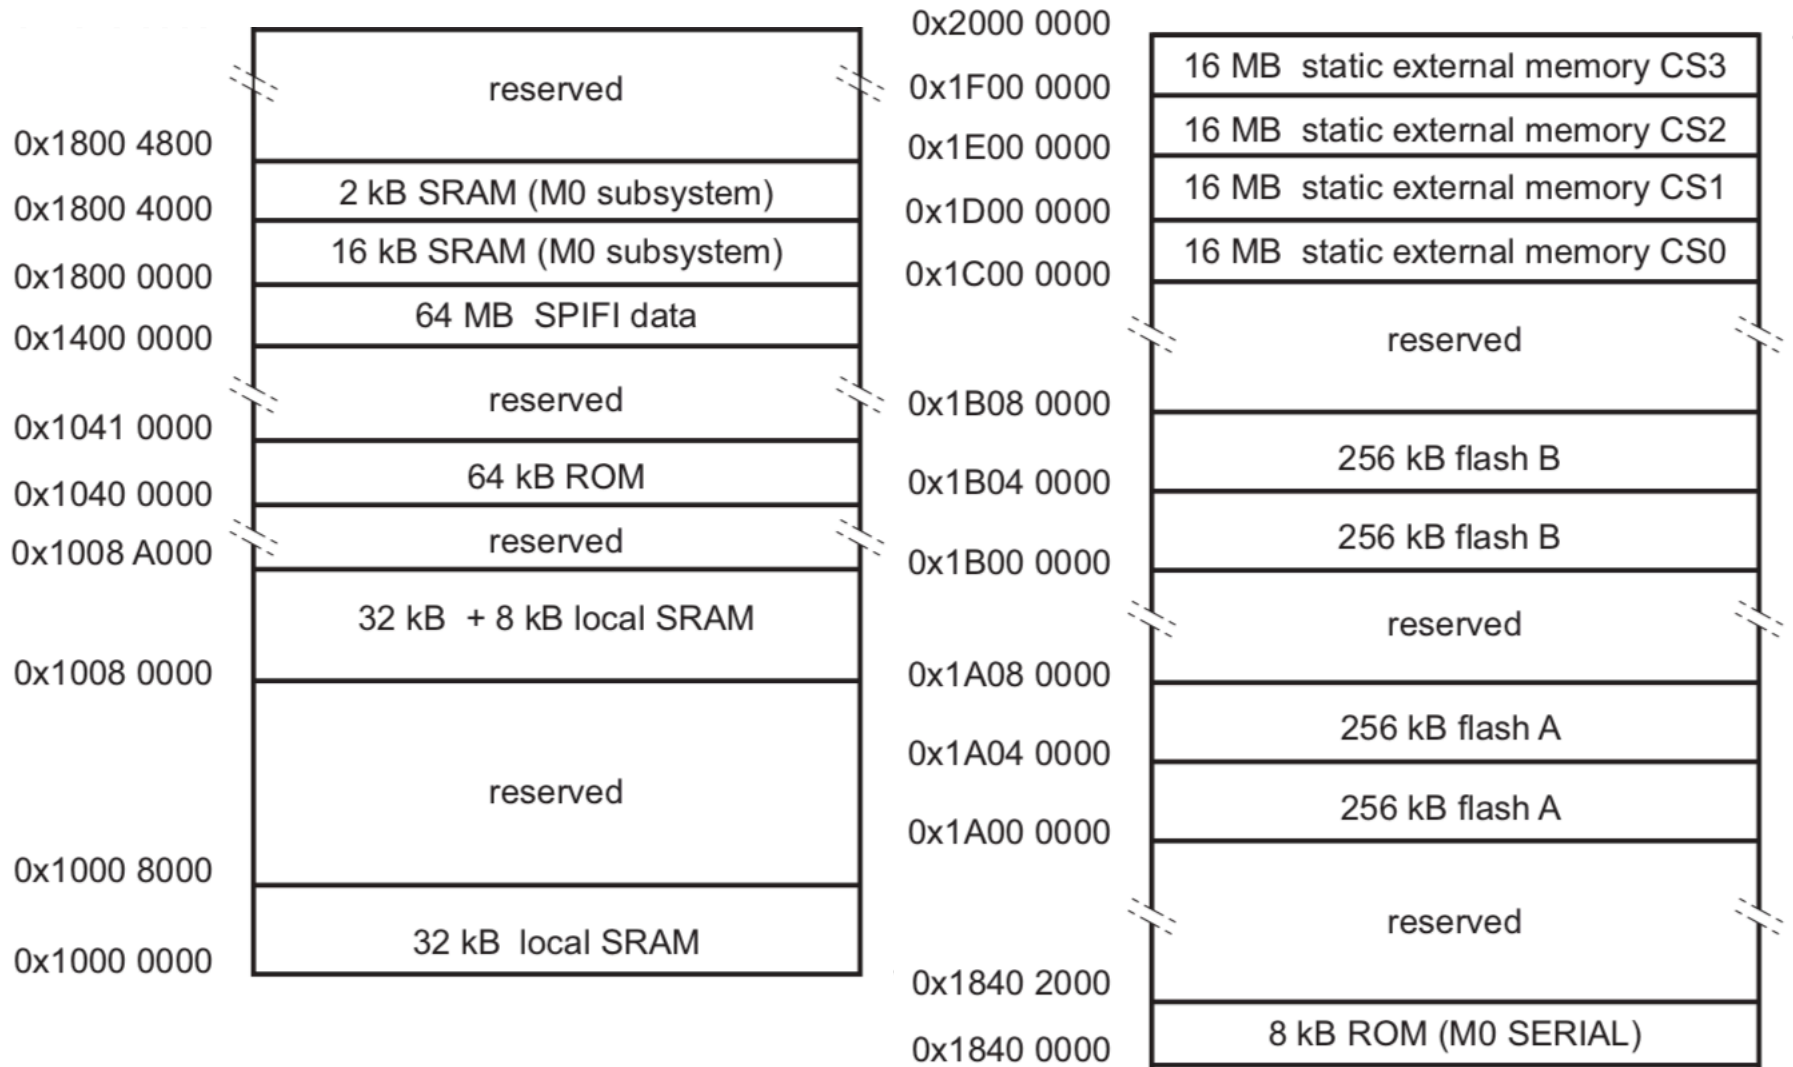 reserved
0x1800 4800
2 kB SRAM (M0 subsystem)
0x1800 4000
16 kB SRAM (M0 subsystem)
0x1800 0000
64 MB SPIFI data
0x1400 0000
reserved
0x1041 0000
64 kB ROM
0x1040 0000
reserved
0x1008 A000
32 kB + 8 kB local SRAM
0x1008 0000
reserved
0x1000 8000
32 kB local SRAM
0x1000 0000
0x2000 0000
16 MB static external memory CS3
0x1F00 0000
16 MB static external memory CS2
0x1E00 0000
16 MB static external memory CS1
0x1D00 0000
16 MB static external memory CS0
0x1C00 0000
reserved
0x1B08 0000
256 kB flash B
0x1B04 0000
256 kB flash B
0x1B00 0000
reserved
0x1A08 0000
256 kB flash A
0x1A04 0000
256 kB flash A
0x1A00 0000
reserved
0x1840 2000
8 kB ROM (M0 SERIAL)
0x1840 0000